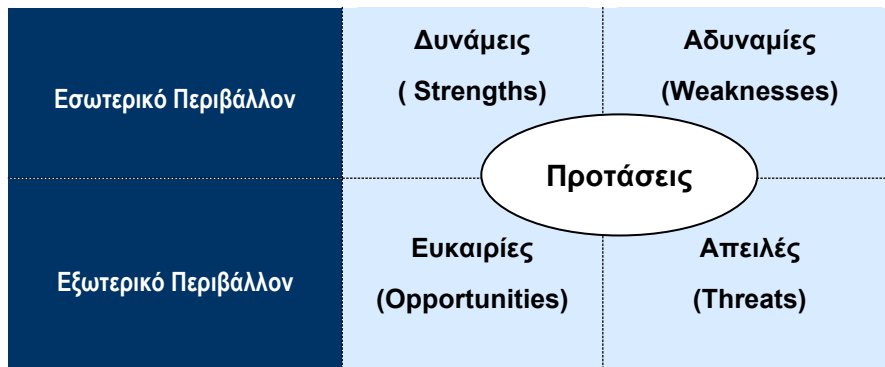 Δυνάμεις
( Strengths)
Αδυναμίες
(Weaknesses)
Εσωτερικό Περιβάλλον
Προτάσεις
Ευκαιρίες
(Opportunities)
Απειλές
(Threats)
Εξωτερικό Περιβάλλον